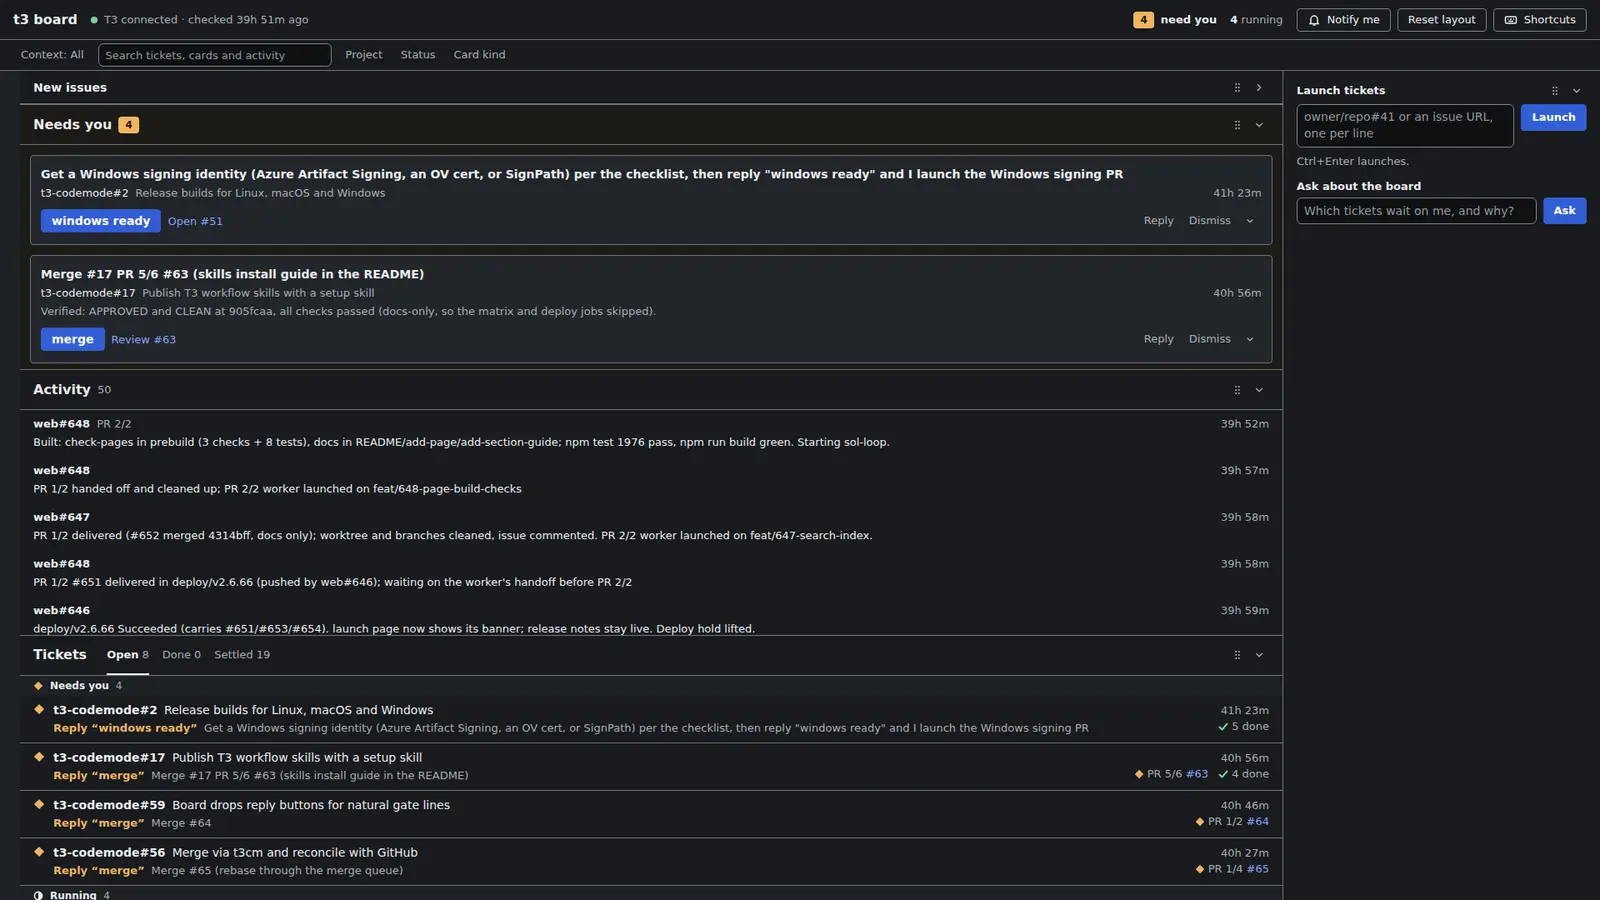 t3 board T3 connected · checked 39h 51m ago 4 need you 4 running Notify me Reset layout Shortcuts
Context: All Search tickets, cards and activity Project Status Card kind
New issues
Needs you 4
Get a Windows signing identity (Azure Artifact Signing, an OV cert, or SignPath) per the checklist, then reply "windows ready" and I launch the Windows signing PR
t3-codemode#2 Release builds for Linux, macOS and Windows 41h 23m
windows ready Open #51 Reply Dismiss
Merge #17 PR 5/6 #63 (skills install guide in the README)
t3-codemode#17 Publish T3 workflow skills with a setup skill 40h 56m
Verified: APPROVED and CLEAN at 905fcaa, all checks passed (docs-only, so the matrix and deploy jobs skipped).
merge Review #63 Reply Dismiss
Activity 50
web#648 PR 2/2 39h 52m
Built: check-pages in prebuild (3 checks + 8 tests), docs in README/add-page/add-section-guide; npm test 1976 pass, npm run build green. Starting sol-loop.
web#648 39h 57m
PR 1/2 handed off and cleaned up; PR 2/2 worker launched on feat/648-page-build-checks
web#647 39h 58m
PR 1/2 delivered (#652 merged 4314bff, docs only); worktree and branches cleaned, issue commented. PR 2/2 worker launched on feat/647-search-index.
web#648 39h 58m
PR 1/2 #651 delivered in deploy/v2.6.66 (pushed by web#646); waiting on the worker's handoff before PR 2/2
web#646 39h 59m
deploy/v2.6.66 Succeeded (carries #651/#653/#654). launch page now shows its banner; release notes stay live. Deploy hold lifted.
Tickets Open 8 Done 0 Settled 19
Needs you 4
t3-codemode#2 Release builds for Linux, macOS and Windows 41h 23m
Reply “windows ready” Get a Windows signing identity (Azure Artifact Signing, an OV cert, or SignPath) per the checklist, then reply "windows ready" and I launch the Windows signing PR 5 done
t3-codemode#17 Publish T3 workflow skills with a setup skill 40h 56m
Reply “merge” Merge #17 PR 5/6 #63 (skills install guide in the README) PR 5/6 #63 4 done
t3-codemode#59 Board drops reply buttons for natural gate lines 40h 46m
Reply “merge” Merge #64 PR 1/2 #64
t3-codemode#56 Merge via t3cm and reconcile with GitHub 40h 27m
Reply “merge” Merge #65 (rebase through the merge queue) PR 1/4 #65
Running 4
Launch tickets
owner/repo#41 or an issue URL,
one per line
Launch
Ctrl+Enter launches.
Ask about the board
Which tickets wait on me, and why? Ask